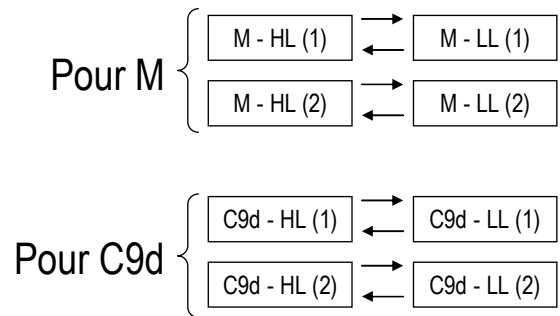 Pour M
M - HL (1)
M - LL (1)
M - HL (2)
M - LL (2)
Pour C9d
C9d - HL (1)
C9d - LL (1)
C9d - HL (2)
C9d - LL (2)